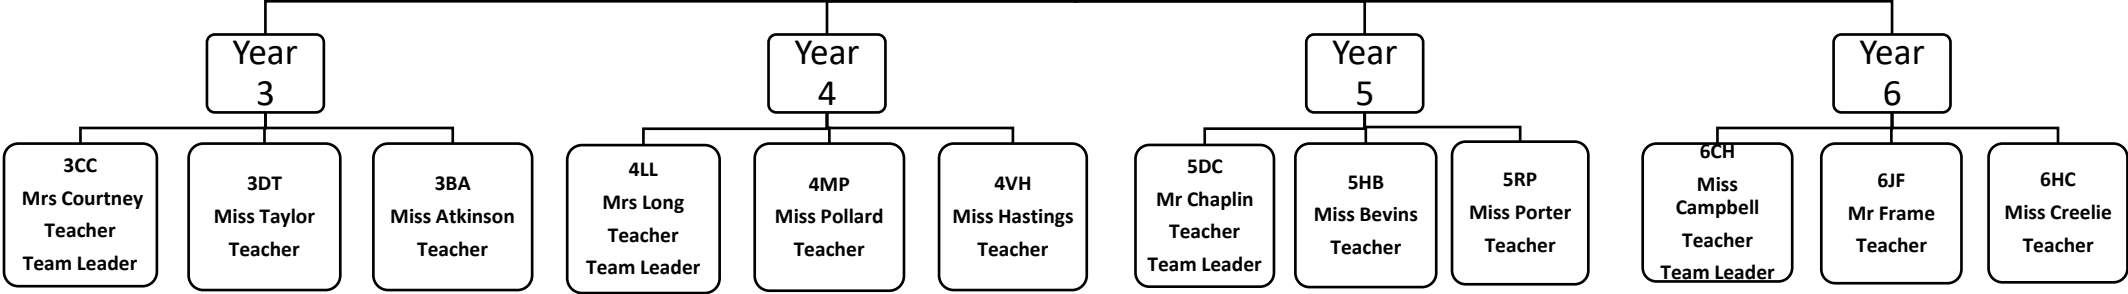 Year
3
Year
4
Year
5
Year
6
3CC
Mrs Courtney
Teacher
Team Leader
3DT
Miss Taylor
Teacher
3BA
Miss Atkinson
Teacher
4LL
Mrs Long
Teacher
Team Leader
4MP
Miss Pollard
Teacher
4VH
Miss Hastings
Teacher
5DC
Mr Chaplin
Teacher
Team Leader
5HB
Miss Bevins
Teacher
5RP
Miss Porter
Teacher
6CH
Miss
Campbell
Teacher
Team Leader
6JF
Mr Frame
Teacher
6HC
Miss Creelie
Teacher